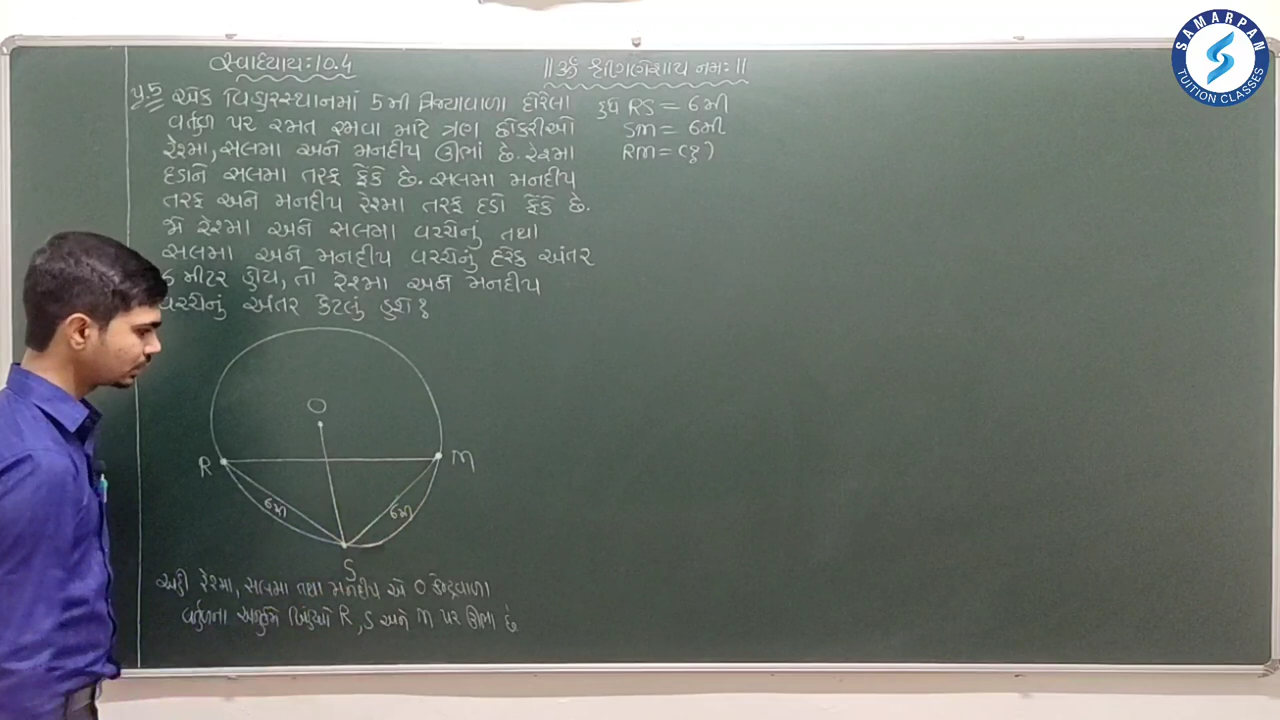 સ્વાધ્યાય: 10.4
॥ ૐ શ્રી ગણેશાય નમ: ॥
પ્ર.5 એક વિહારસ્થાનમાં 5 મી ત્રિજ્યાવાળા દોરેલા
વર્તુળ પર રમત રમવા માટે ત્રણ છોકરીઓ
રેશ્મા, સલમા અને મનદીપ ઊભાં છે. રેશ્મા
દડાને સલમા તરફ ફેંકે છે. સલમા મનદીપ
તરફ અને મનદીપ રેશ્મા તરફ દડો ફેંકે છે.
જો રેશ્મા અને સલમા વચ્ચેનું તથા
સલમા અને મનદીપ વચ્ચેનું દરેક અંતર
6 મીટર હોય, તો રેશ્મા અને મનદીપ
વચ્ચેનું અંતર કેટલું હશે?
RS = 6મી
SM = 6મી
RM = (?)
O
R
M
6મી
6મી
S
અહીં રેશ્મા, સલમા તથા મનદીપ એ O કેન્દ્રવાળા
વર્તુળના અનુક્રમે બિંદુઓ R, S અને M પર ઊભા છે
SAMARPAN
TUITION CLASSES